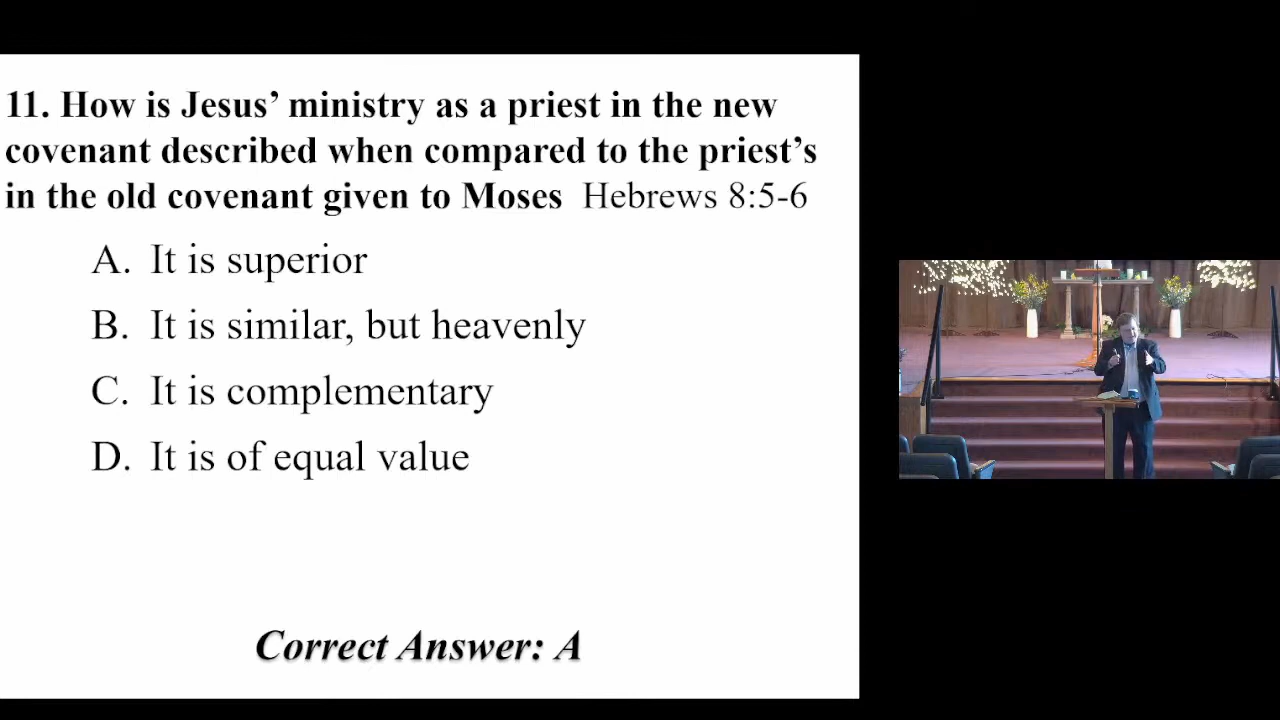 11. How is Jesus’ ministry as a priest in the new
covenant described when compared to the priest’s
in the old covenant given to Moses  Hebrews 8:5-6
A. It is superior
B. It is similar, but heavenly
C. It is complementary
D. It is of equal value
Correct Answer: A